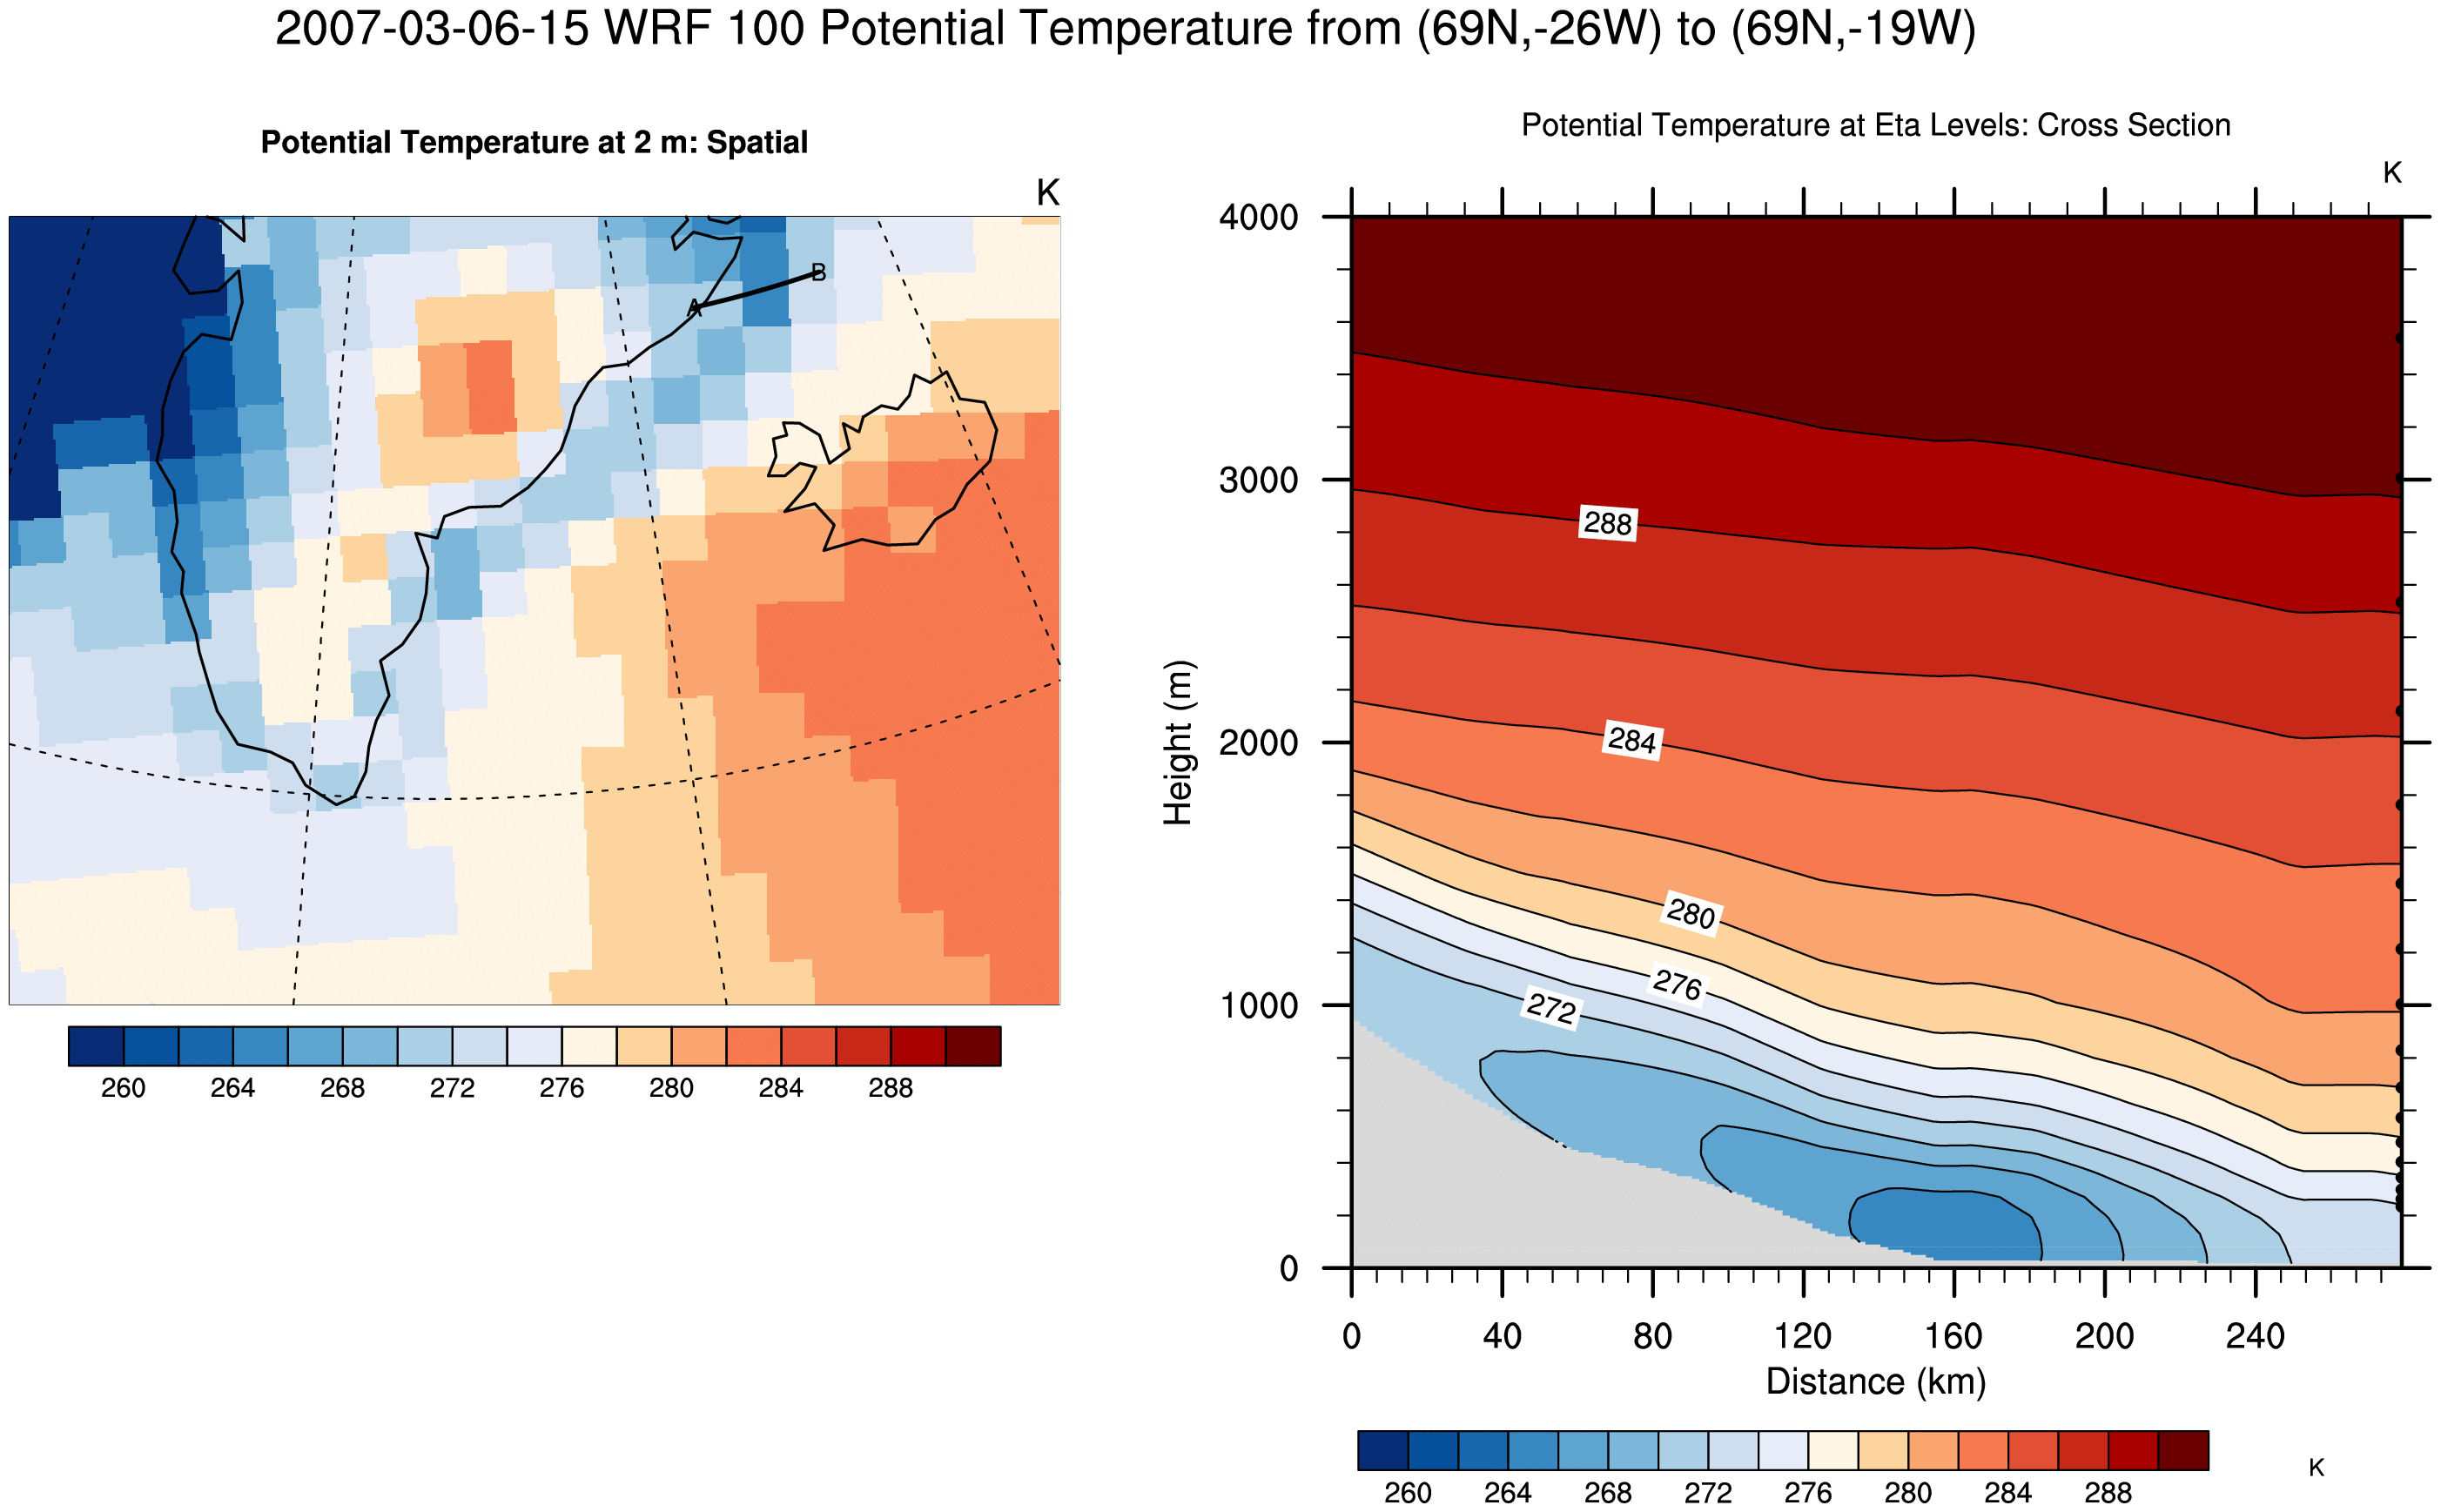 2007-03-06-15 WRF 100 Potential Temperature from (69N,-26W) to (69N,-19W)
Potential Temperature at 2 m: Spatial
K
A
B
260 264 268 272 276 280 284 288
Potential Temperature at Eta Levels: Cross Section
K
4000
3000
2000
1000
0
Height (m)
288
284
280
276
272
0 40 80 120 160 200 240
Distance (km)
260 264 268 272 276 280 284 288
K